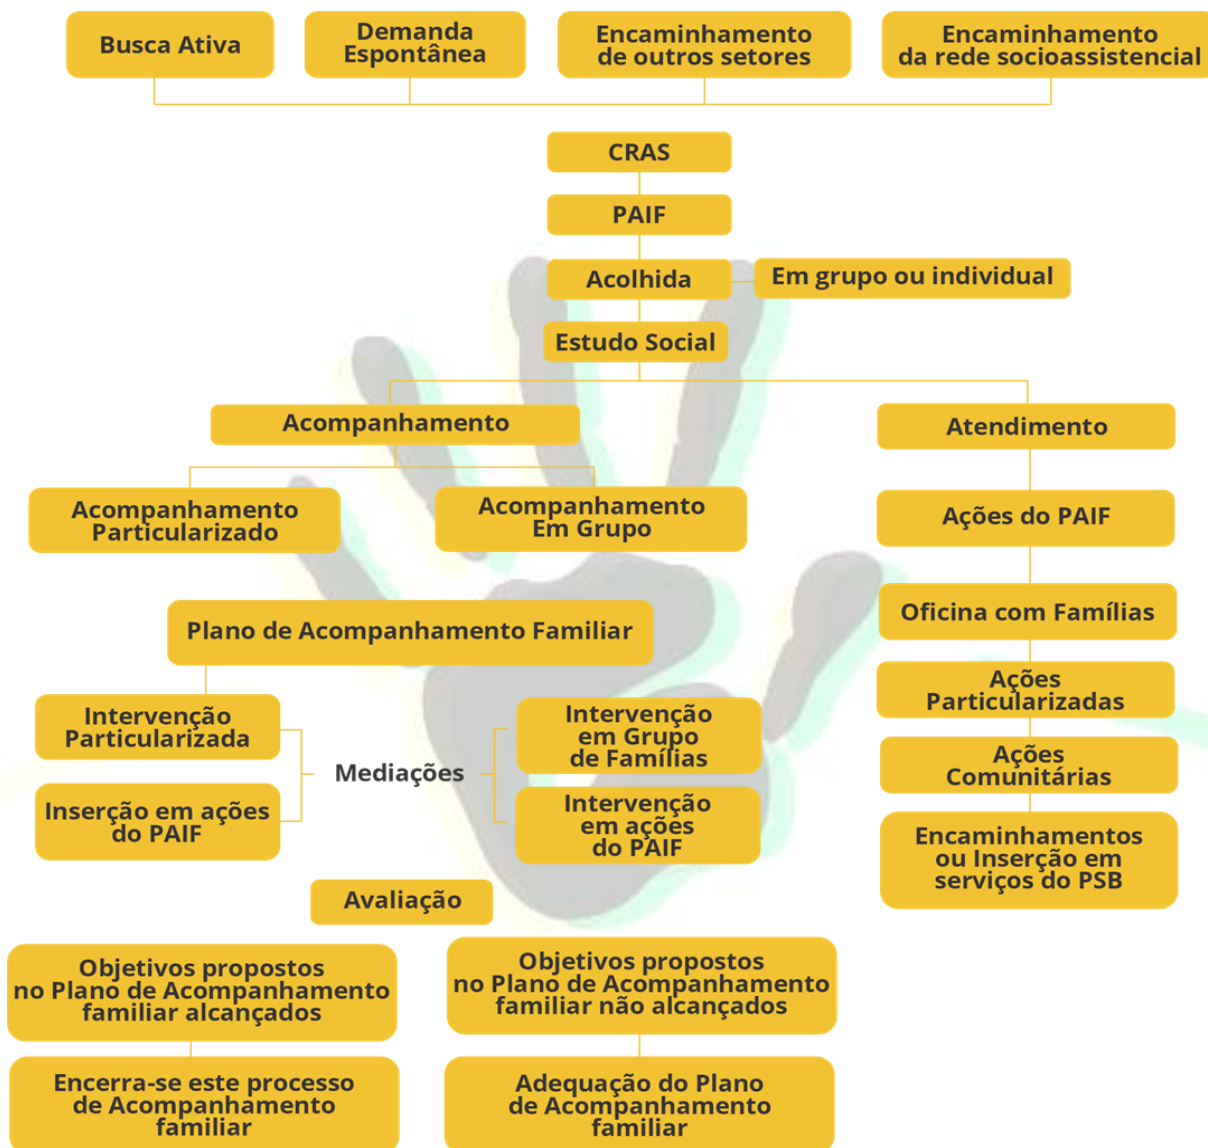 Busca Ativa
Demanda
Espontânea
Encaminhamento
de outros setores
Encaminhamento
da rede socioassistencial
CRAS
PAIF
Acolhida
Em grupo ou individual
Estudo Social
Acompanhamento
Atendimento
Acompanhamento
Particularizado
Acompanhamento
Em Grupo
Ações do PAIF
Plano de Acompanhamento Familiar
Oficina com Famílias
Ações
Particularizadas
Intervenção
Particularizada
Inserção em ações
do PAIF
Mediações
Intervenção
em Grupo
de Famílias
Intervenção
em ações
do PAIF
Ações
Comunitárias
Encaminhamentos
ou Inserção em
serviços do PSB
Avaliação
Objetivos propostos
no Plano de Acompanhamento
familiar alcançados
Objetivos propostos
no Plano de Acompanhamento
familiar não alcançados
Encerra-se este processo
de Acompanhamento
familiar
Adequação do Plano
de Acompanhamento
familiar